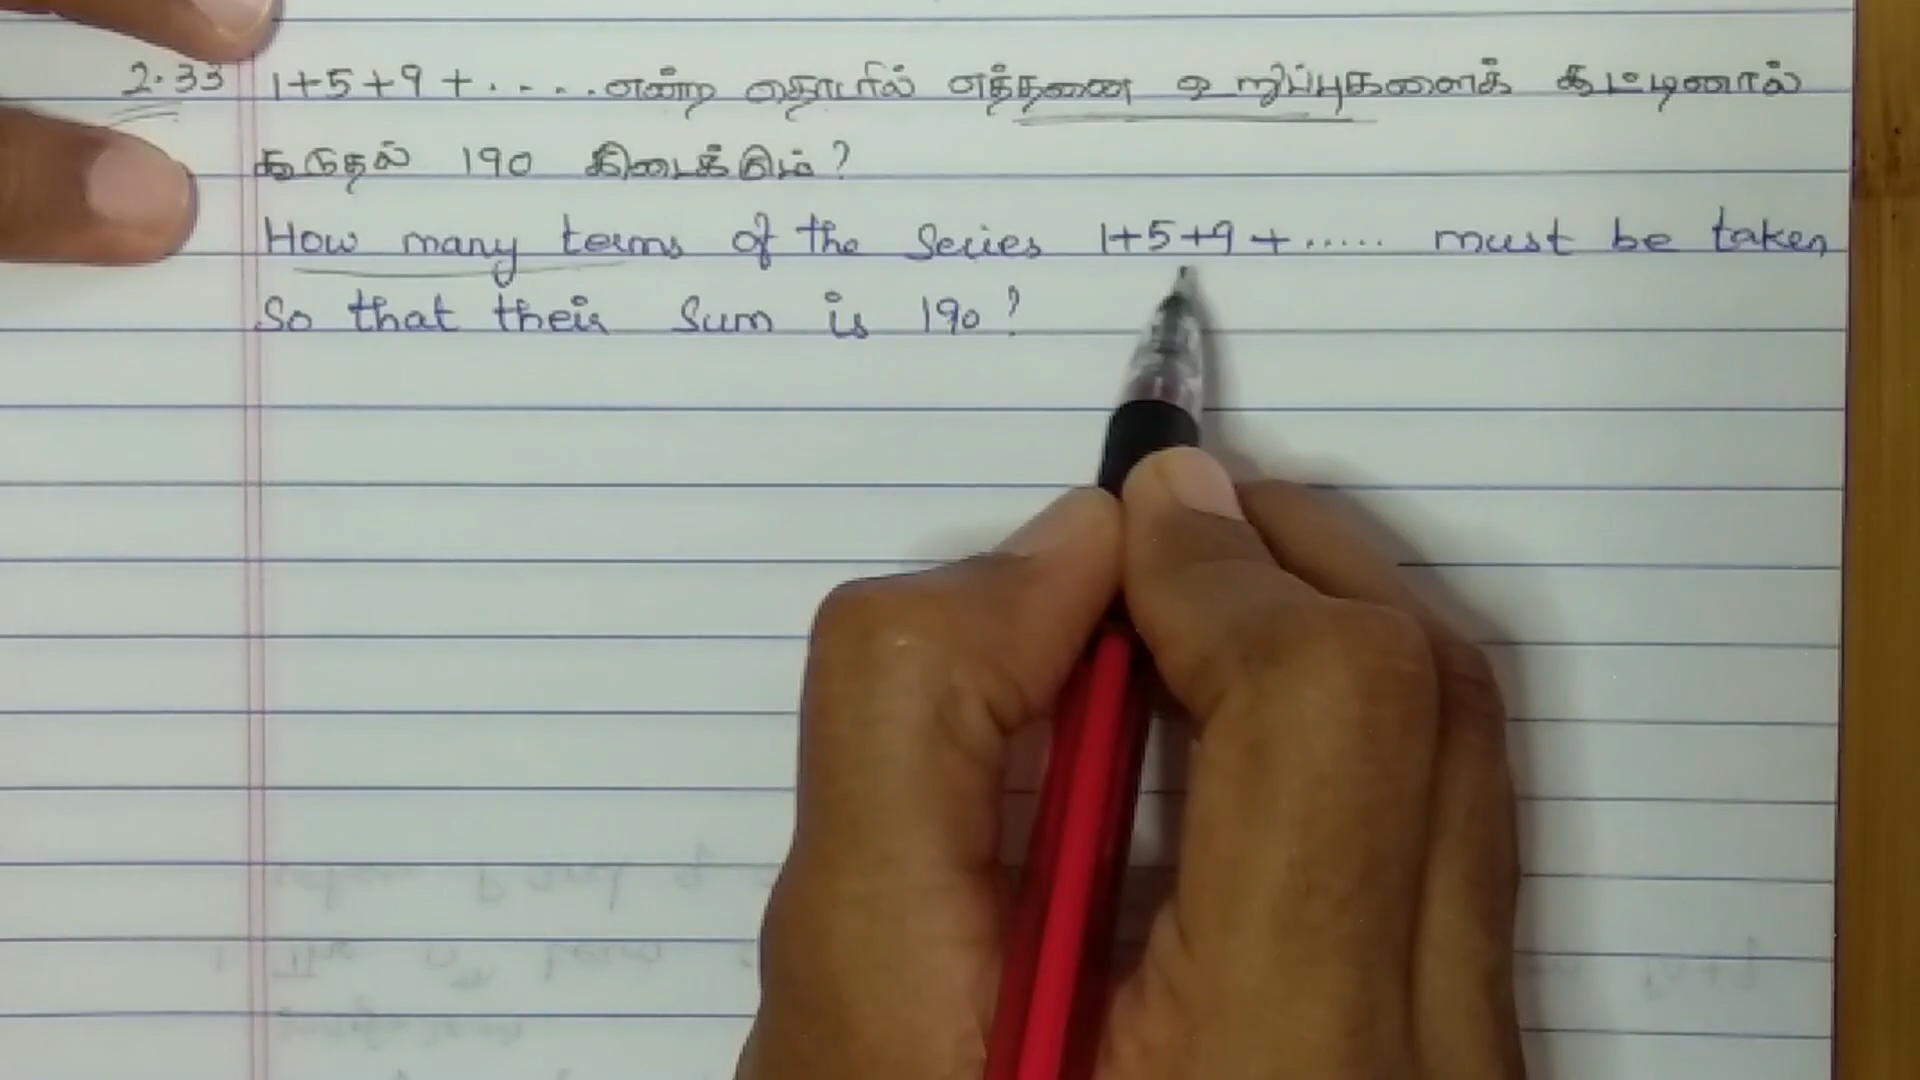 2.33 1+5+9+..... என்ற தொடரில் எத்தனை உறுப்புகளைக் கூட்டினால்
கூடுதல் 190 கிடைக்கும்?
How many terms of the Series 1+5+9+..... must be taken
So that their Sum is 190?